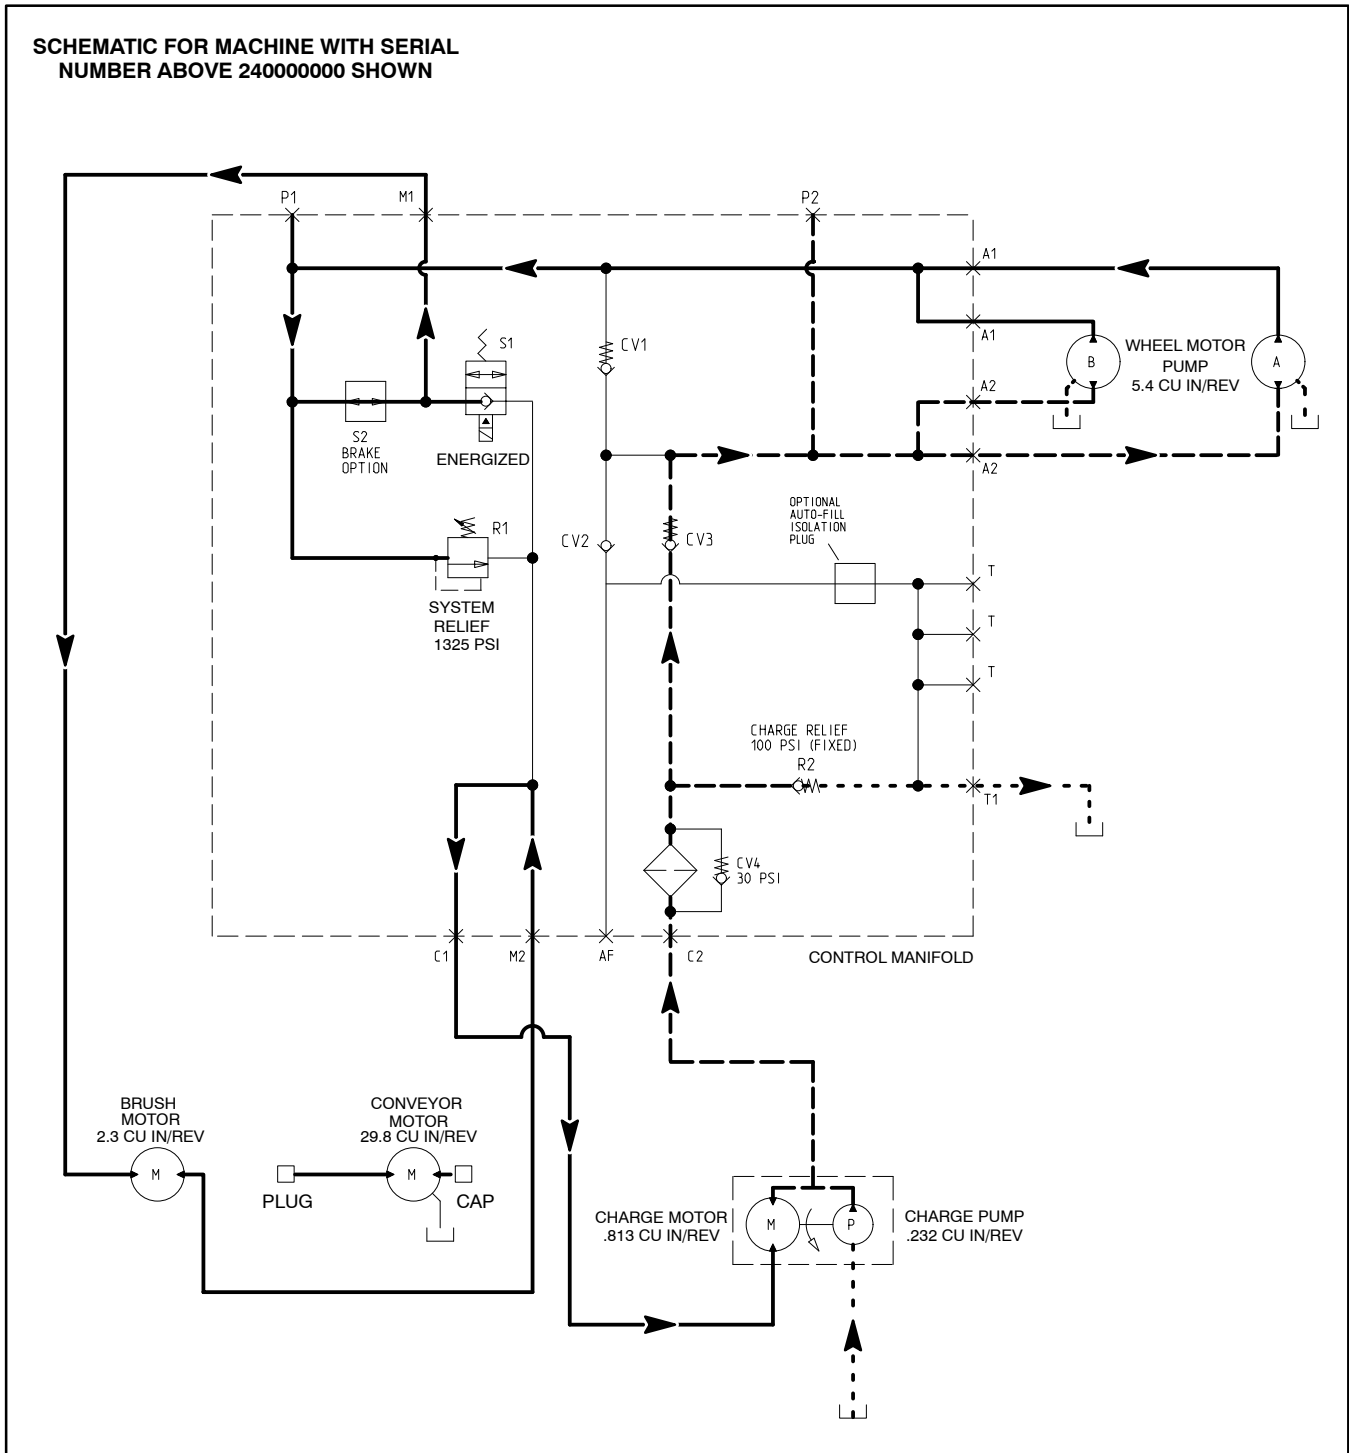 SCHEMATIC FOR MACHINE WITH SERIAL
NUMBER ABOVE 240000000 SHOWN
P1
M1
P2
A1
A1
S1
CV1
WHEEL MOTOR
PUMP
5.4 CU IN/REV
B
A
A2
S2
BRAKE
OPTION
ENERGIZED
A2
OPTIONAL
AUTO-FILL
ISOLATION
PLUG
R1
CV2
CV3
T
SYSTEM
RELIEF
1325 PSI
T
T
CHARGE RELIEF
100 PSI (FIXED)
R2
T1
CV4
30 PSI
C1
M2
AF
C2
CONTROL MANIFOLD
BRUSH
MOTOR
2.3 CU IN/REV
CONVEYOR
MOTOR
29.8 CU IN/REV
M
M
PLUG
CAP
CHARGE MOTOR
.813 CU IN/REV
M
P
CHARGE PUMP
.232 CU IN/REV